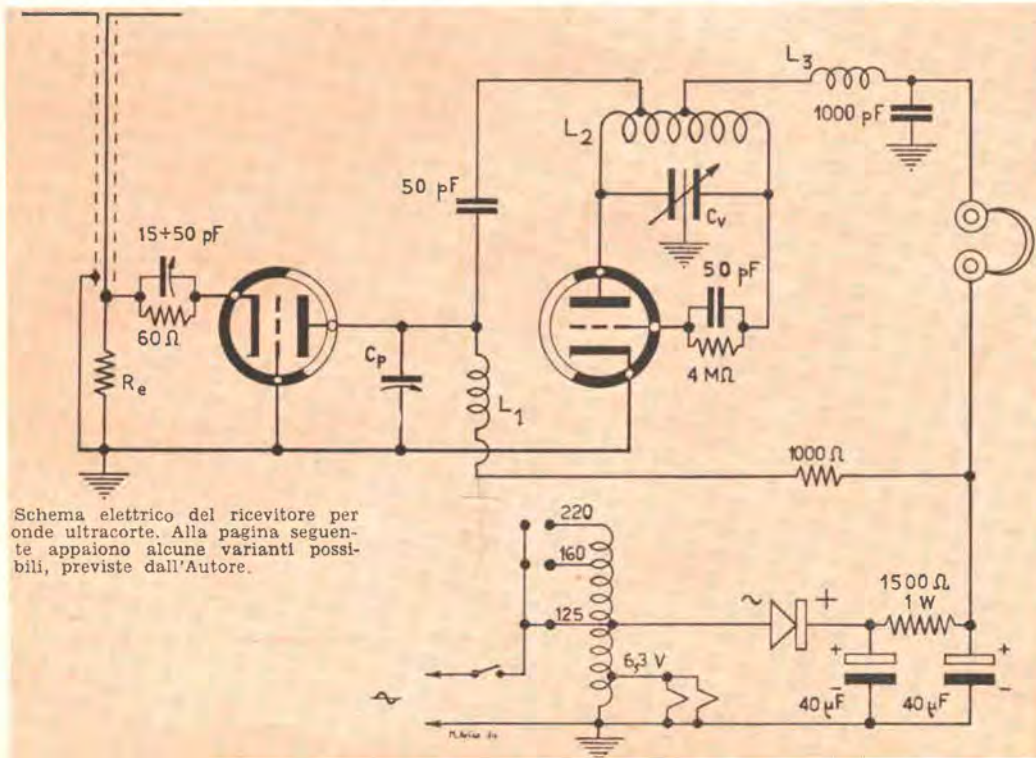 L3
1000 pF
L2
50 pF
Cv
15÷50 pF
50 pF
60Ω
Cp
4 MΩ
Re
L1
1000 Ω
Schema elettrico del ricevitore per
onde ultracorte. Alla pagina seguen-
te appaiono alcune varianti possi-
bili, previste dall'Autore.
220
160
1500 Ω
1 W
125
~
+
+
+
6,3 V
-
-
40 µF
40 µF